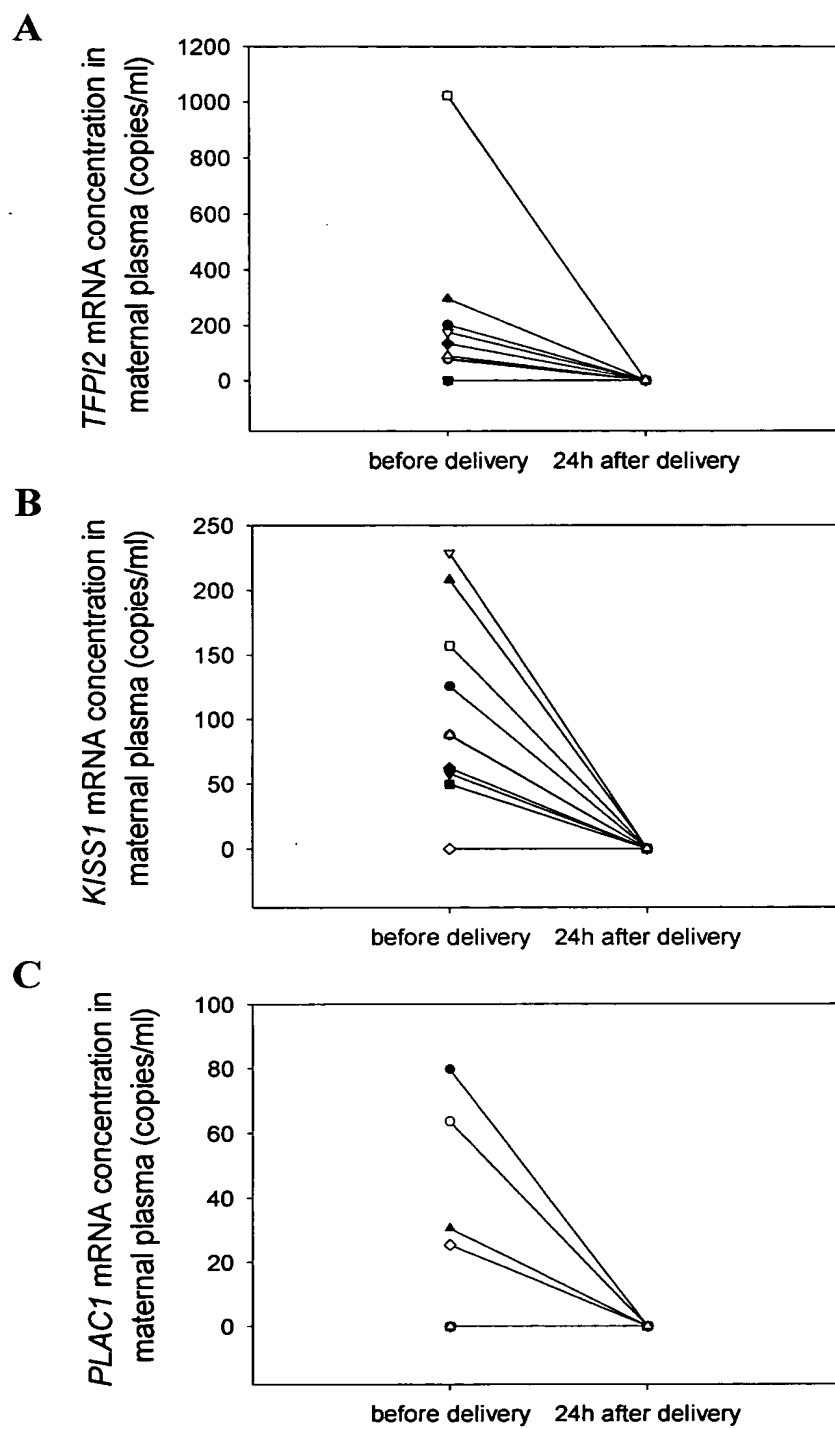 A
TFPI2 mRNA concentration in
maternal plasma (copies/ml)
1200
1000
800
600
400
200
0
before delivery 24h after delivery
B
KISS1 mRNA concentration in
maternal plasma (copies/ml)
250
200
150
100
50
0
before delivery 24h after delivery
C
PLAC1 mRNA concentration in
maternal plasma (copies/ml)
100
80
60
40
20
0
before delivery 24h after delivery